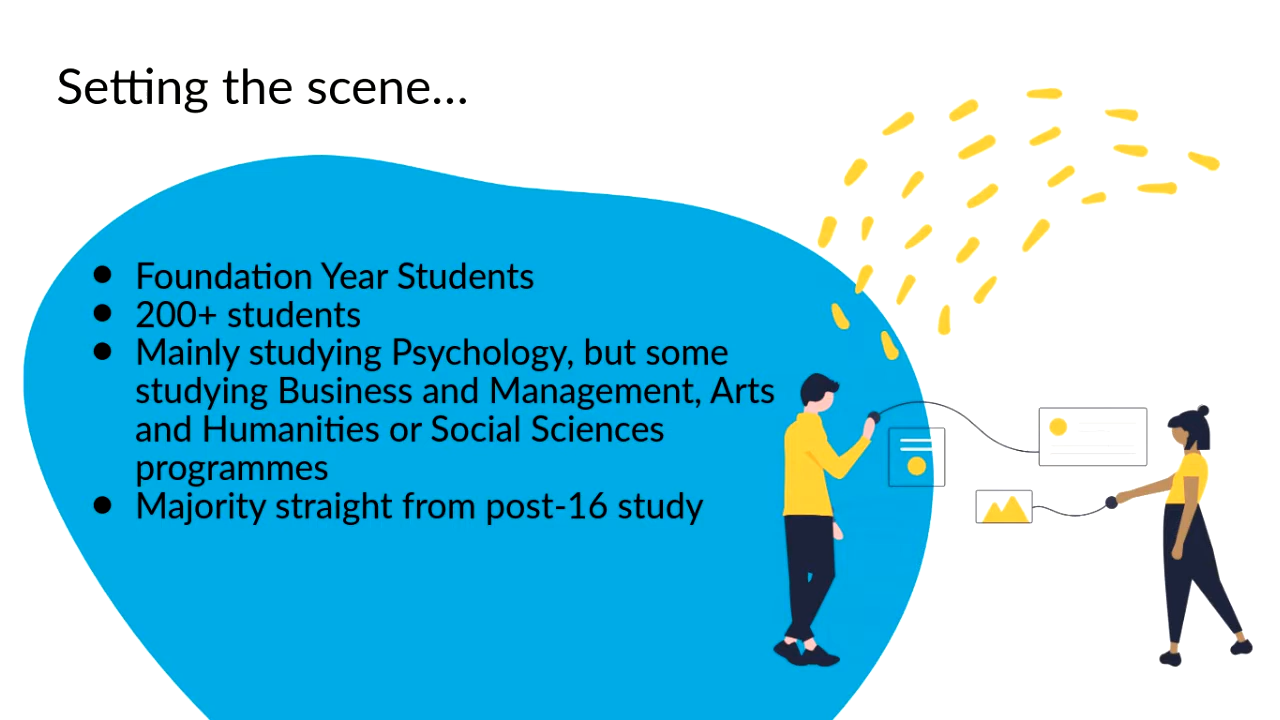 Setting the scene...
● Foundation Year Students
● 200+ students
● Mainly studying Psychology, but some
studying Business and Management, Arts
and Humanities or Social Sciences
programmes
● Majority straight from post-16 study